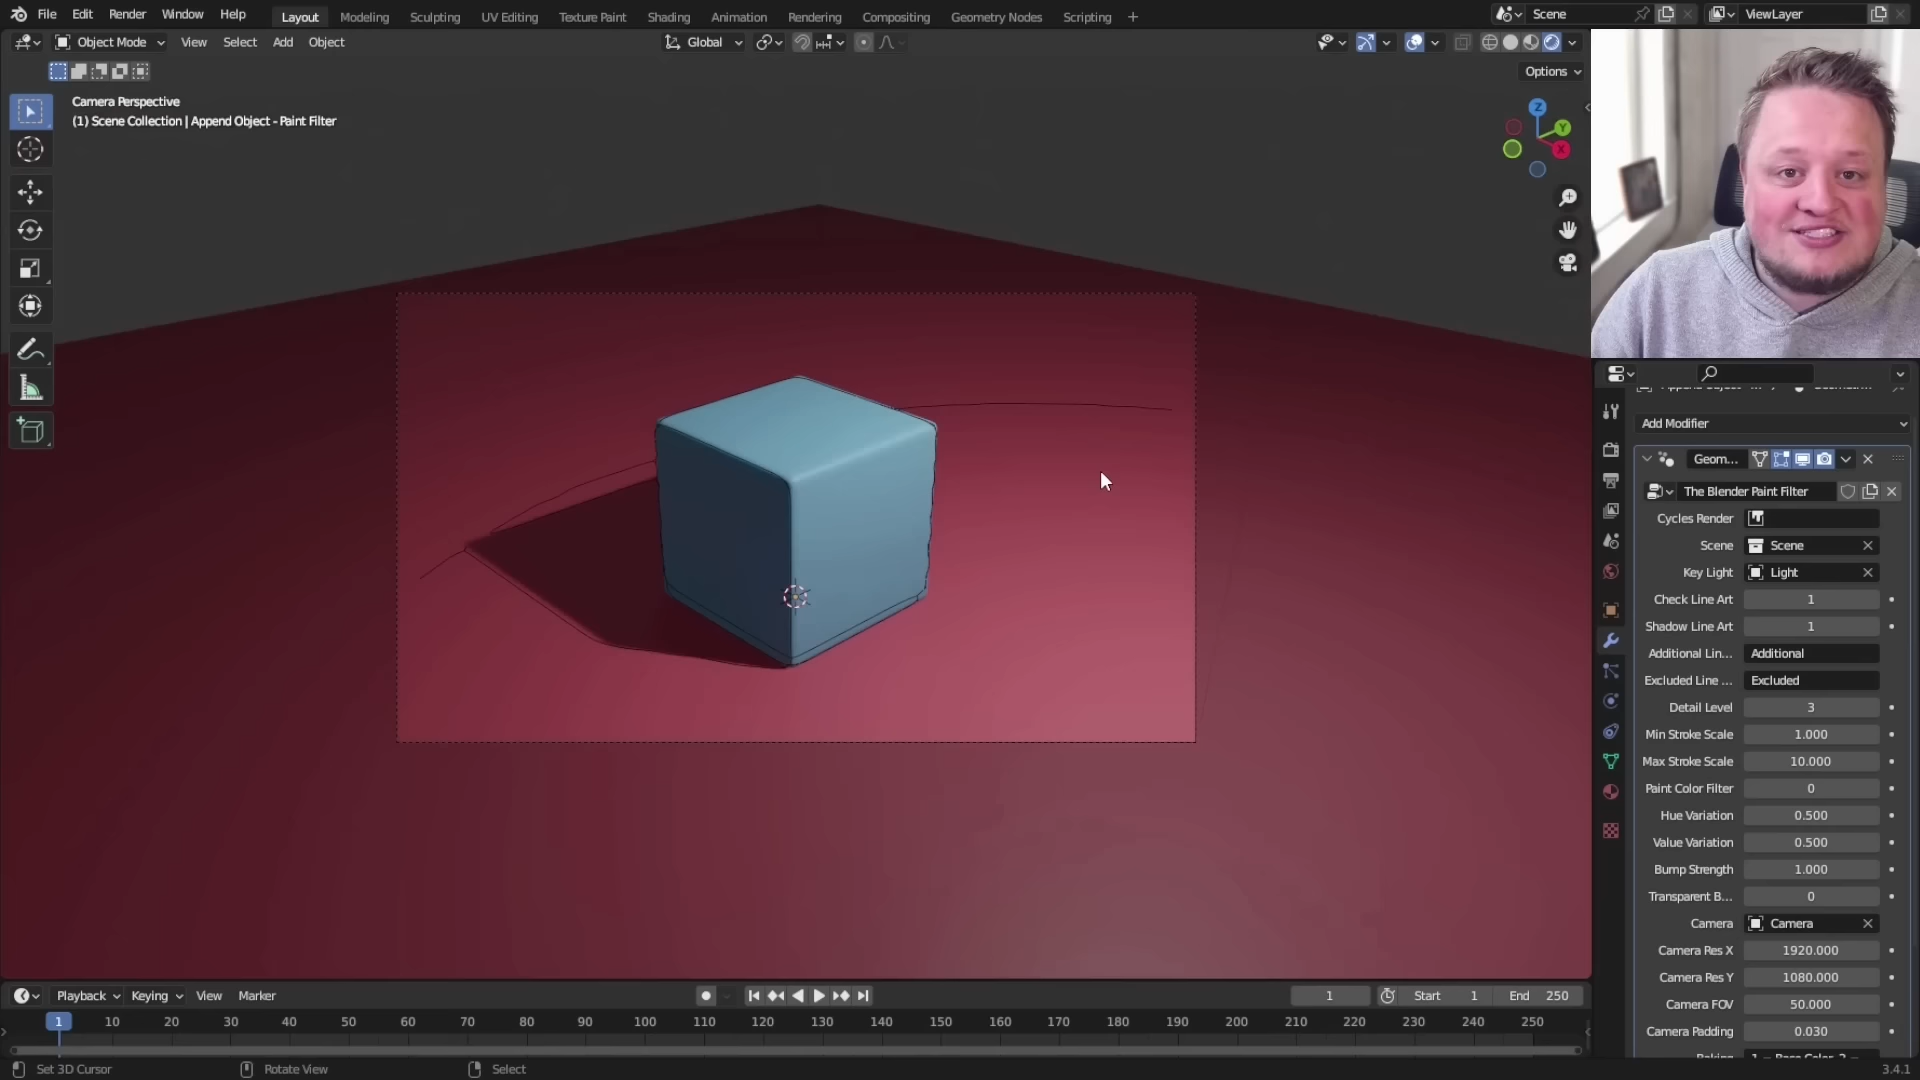 File Edit Render Window Help Layout Modeling Sculpting UV Editing Texture Paint Shading Animation Rendering Compositing Geometry Nodes Scripting + Scene ViewLayer
Object Mode View Select Add Object Global
Options
Camera Perspective
(1) Scene Collection | Append Object - Paint Filter
Z
Y
X
Add Modifier
Geom...
The Blender Paint Filter
Cycles Render
Scene Scene
Key Light Light
Check Line Art 1
Shadow Line Art 1
Additional Lin... Additional
Excluded Line ... Excluded
Detail Level 3
Min Stroke Scale 1.000
Max Stroke Scale 10.000
Paint Color Filter 0
Hue Variation 0.500
Value Variation 0.500
Bump Strength 1.000
Transparent B... 0
Camera Camera
Camera Res X 1920.000
Camera Res Y 1080.000
Camera FOV 50.000
Camera Padding 0.030
Playback Keying View Marker 1 Start 1 End 250
1 10 20 30 40 50 60 70 80 90 100 110 120 130 140 150 160 170 180 190 200 210 220 230 240 250
Set 3D Cursor Rotate View Select 3.4.1